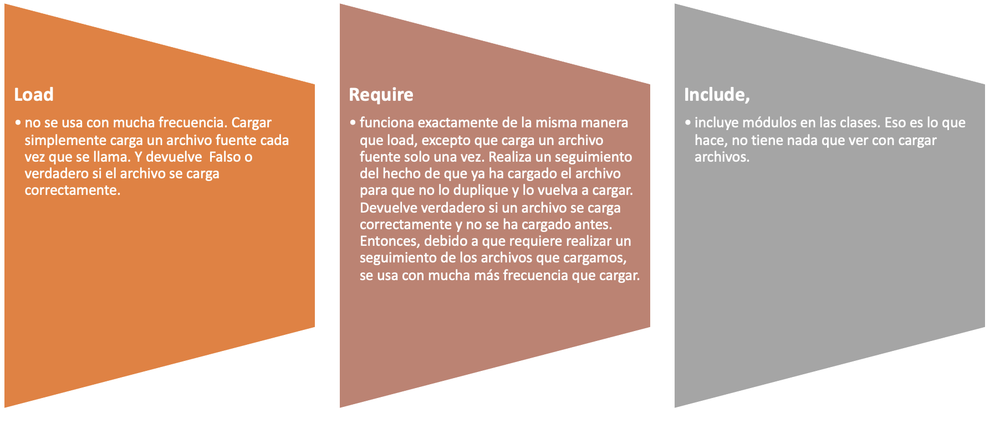 Load
• no se usa con mucha frecuencia. Cargar
simplemente carga un archivo fuente cada
vez que se llama. Y devuelve  Falso o
verdadero si el archivo se carga
correctamente.
Require
• funciona exactamente de la misma manera
que load, excepto que carga un archivo
fuente solo una vez. Realiza un seguimiento
del hecho de que ya ha cargado el archivo
para que no lo duplique y lo vuelva a cargar.
Devuelve verdadero si un archivo se carga
correctamente y no se ha cargado antes.
Entonces, debido a que requiere realizar un
seguimiento de los archivos que cargamos,
se usa con mucha más frecuencia que cargar.
Include,
• incluye módulos en las clases. Eso es lo que
hace, no tiene nada que ver con cargar
archivos.